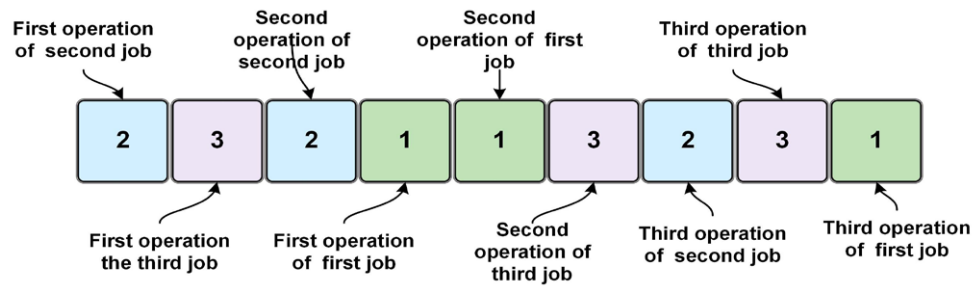 First operation
of second job
Second
operation of
second job
Second
operation of first
job
Third operation
of third job
2 3 2 1 1 3 2 3 1
First operation
the third job
First operation
of first job
Second
operation of
third job
Third operation
of second job
Third operation
of first job